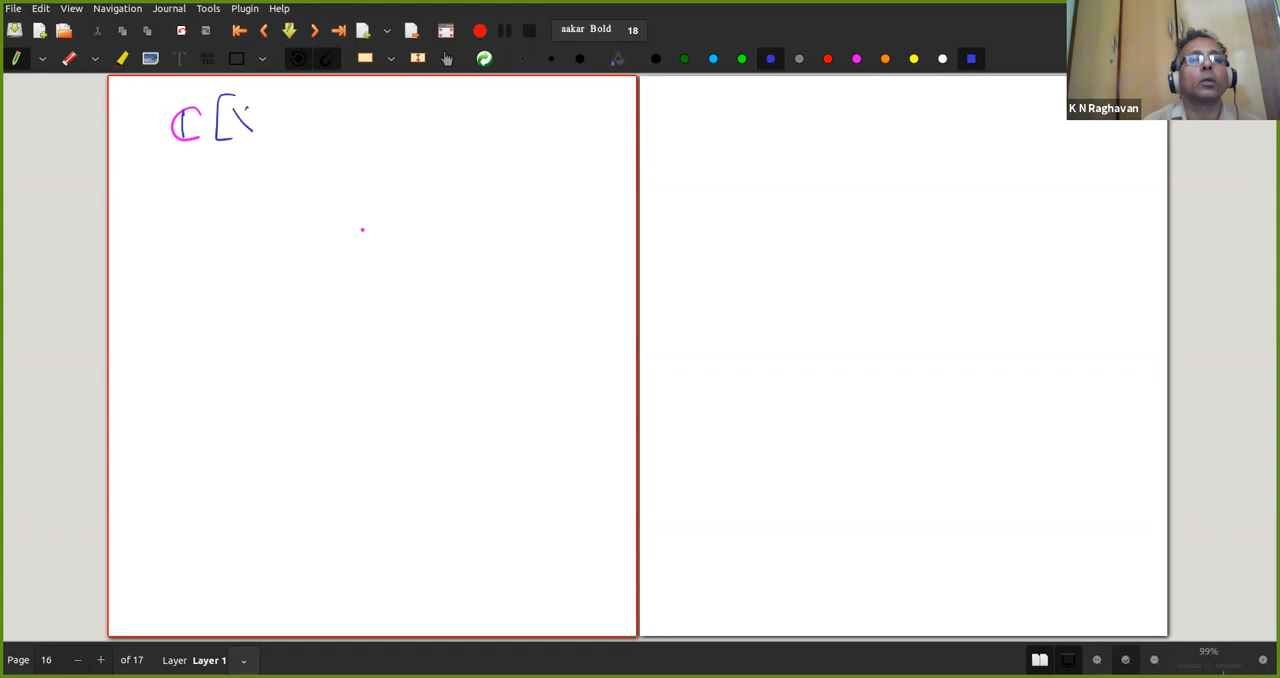 File Edit View Navigation Journal Tools Plugin Help
aakar Bold 18
K N Raghavan
ℂ [
Page 16 of 17 Layer Layer 1 99%